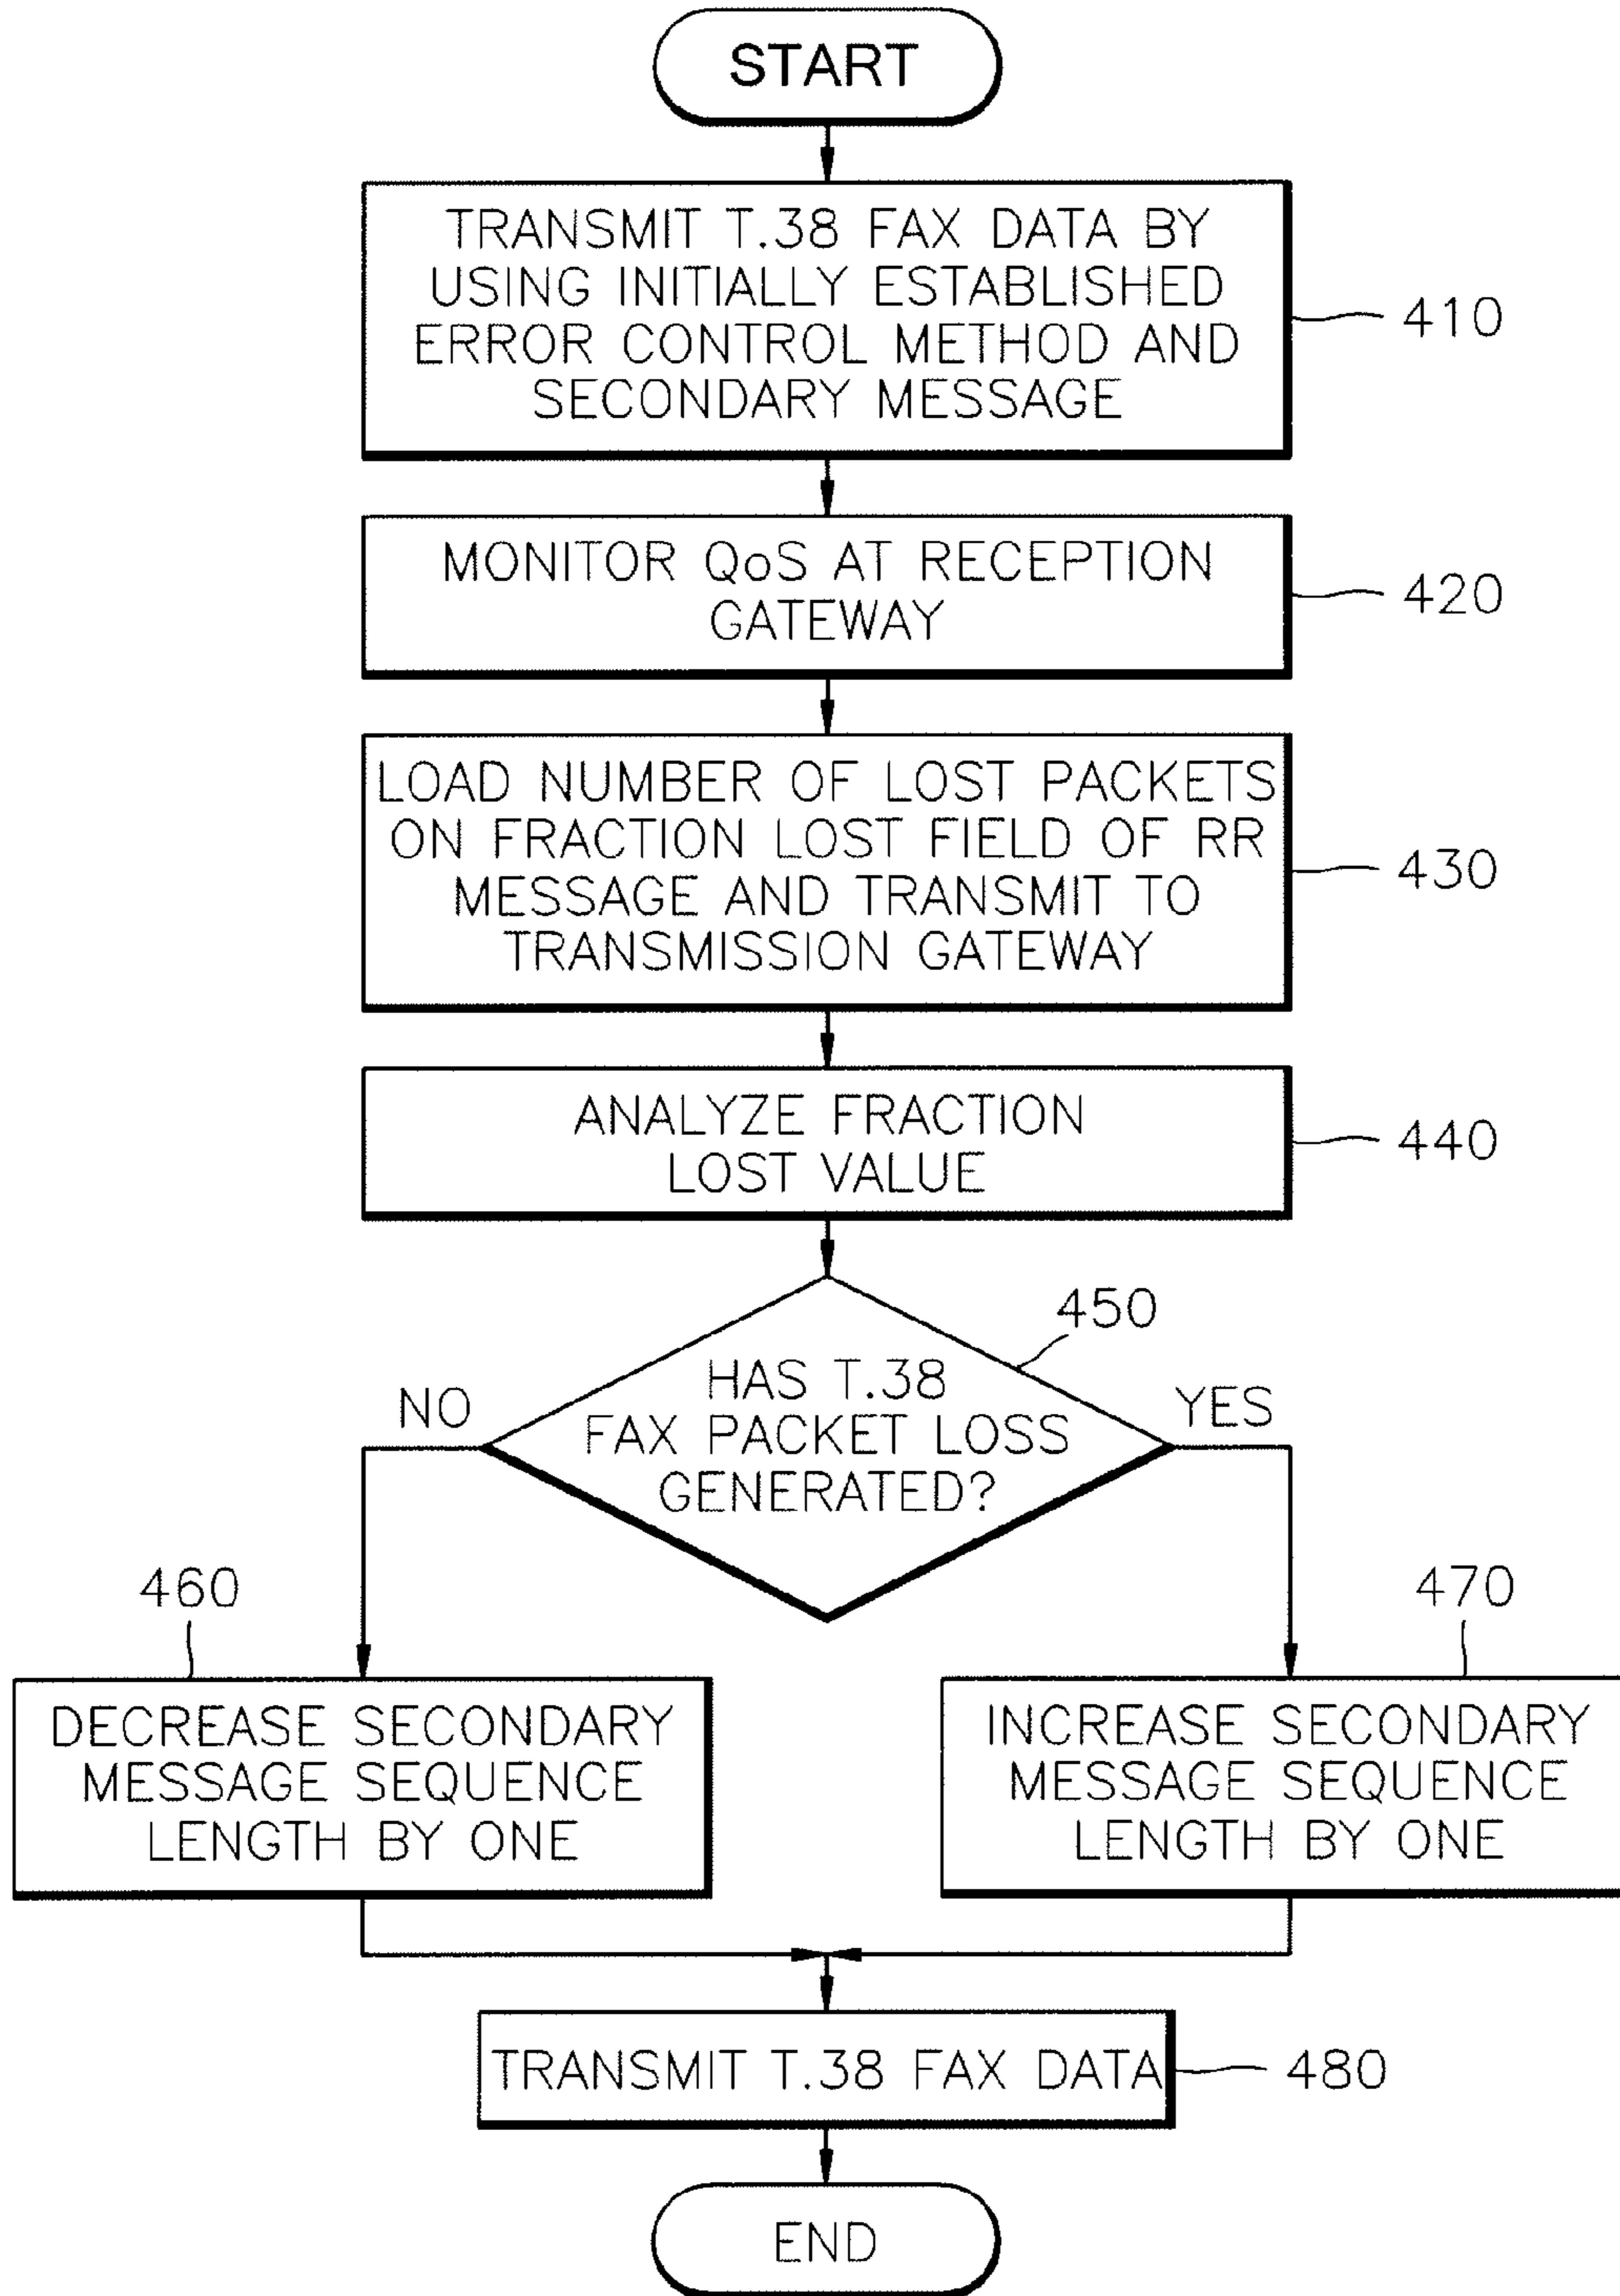 START
TRANSMIT T.38 FAX DATA BY
USING INITIALLY ESTABLISHED
ERROR CONTROL METHOD AND
SECONDARY MESSAGE
410
MONITOR QoS AT RECEPTION
GATEWAY
420
LOAD NUMBER OF LOST PACKETS
ON FRACTION LOST FIELD OF RR
MESSAGE AND TRANSMIT TO
TRANSMISSION GATEWAY
430
ANALYZE FRACTION
LOST VALUE
440
450
HAS T.38
FAX PACKET LOSS
GENERATED?
NO
YES
460
DECREASE SECONDARY
MESSAGE SEQUENCE
LENGTH BY ONE
470
INCREASE SECONDARY
MESSAGE SEQUENCE
LENGTH BY ONE
TRANSMIT T.38 FAX DATA
480
END